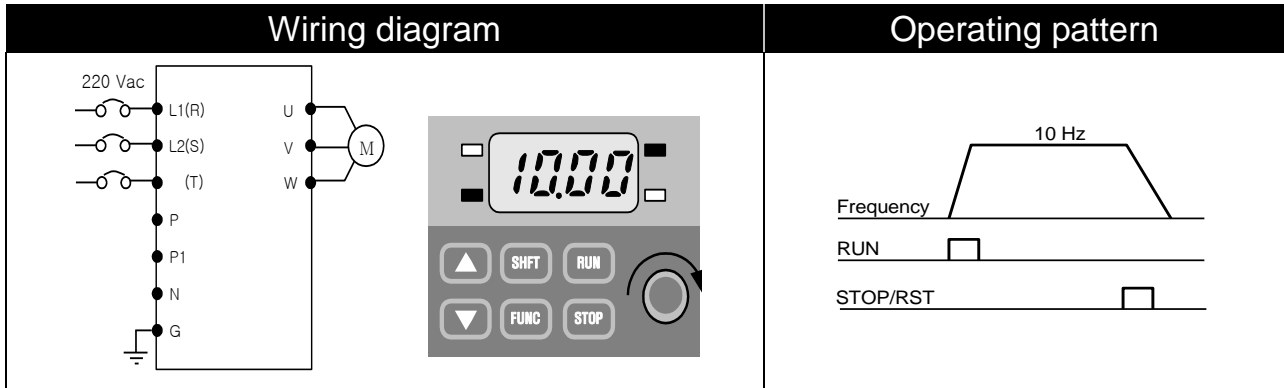 Wiring diagram
Operating pattern
220 Vac
L1(R)
U
L2(S)
V
M
(T)
W
P
P1
N
G
10.00
SHFT
RUN
FUNC
STOP
10 Hz
Frequency
RUN
STOP/RST